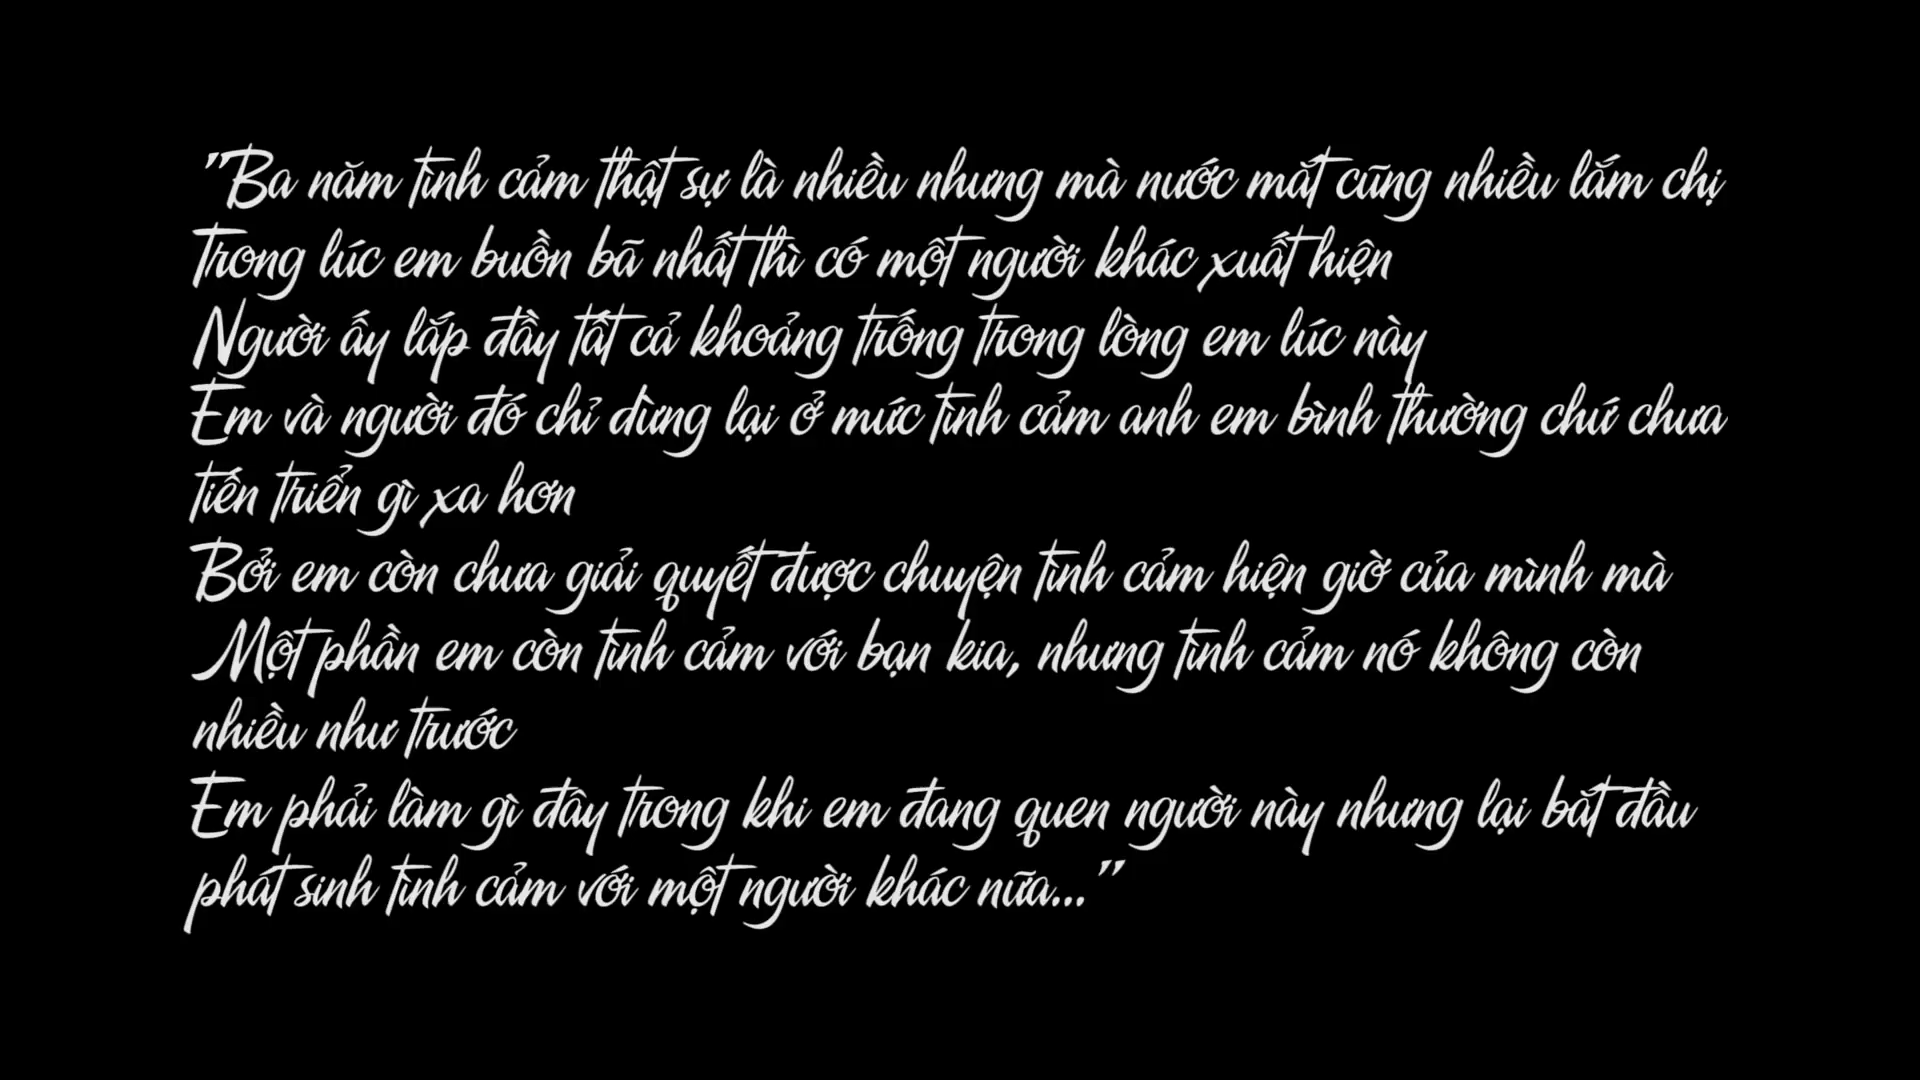 "Ba năm tình cảm thật sự là nhiều nhưng mà nước mắt cũng nhiều lắm chị
Trong lúc em buồn bã nhất thì có một người khác xuất hiện
Người ấy lắp đầy tất cả khoảng trống trong lòng em lúc này
Em và người đó chỉ dừng lại ở mức tình cảm anh em bình thường chứ chưa
tiến triển gì xa hơn
Bởi em còn chưa giải quyết được chuyện tình cảm hiện giờ của mình mà
Một phần em còn tình cảm với bạn kia, nhưng tình cảm nó không còn
nhiều như trước
Em phải làm gì đây trong khi em đang quen người này nhưng lại bắt đầu
phát sinh tình cảm với một người khác nữa..."